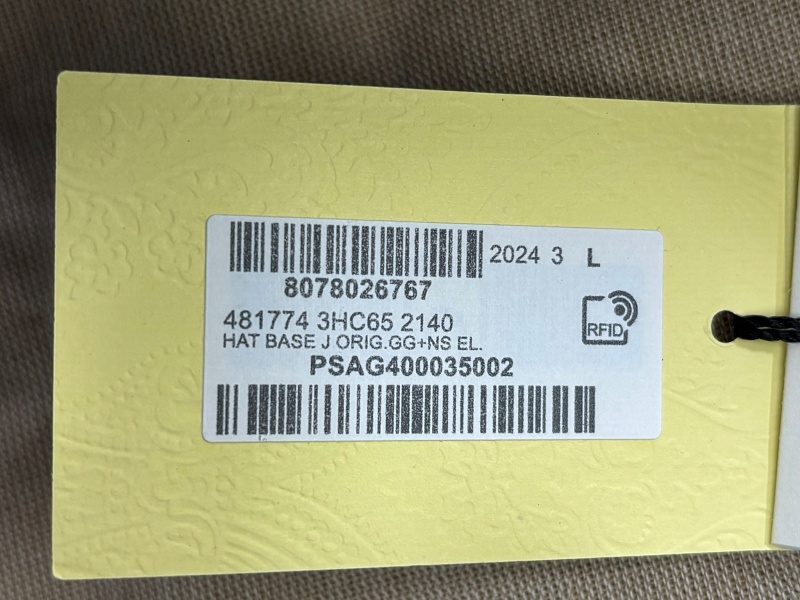 2024 3 L
8078026767
481774 3HC65 2140
HAT BASE J ORIG.GG+NS EL.
RFID
PSAG400035002